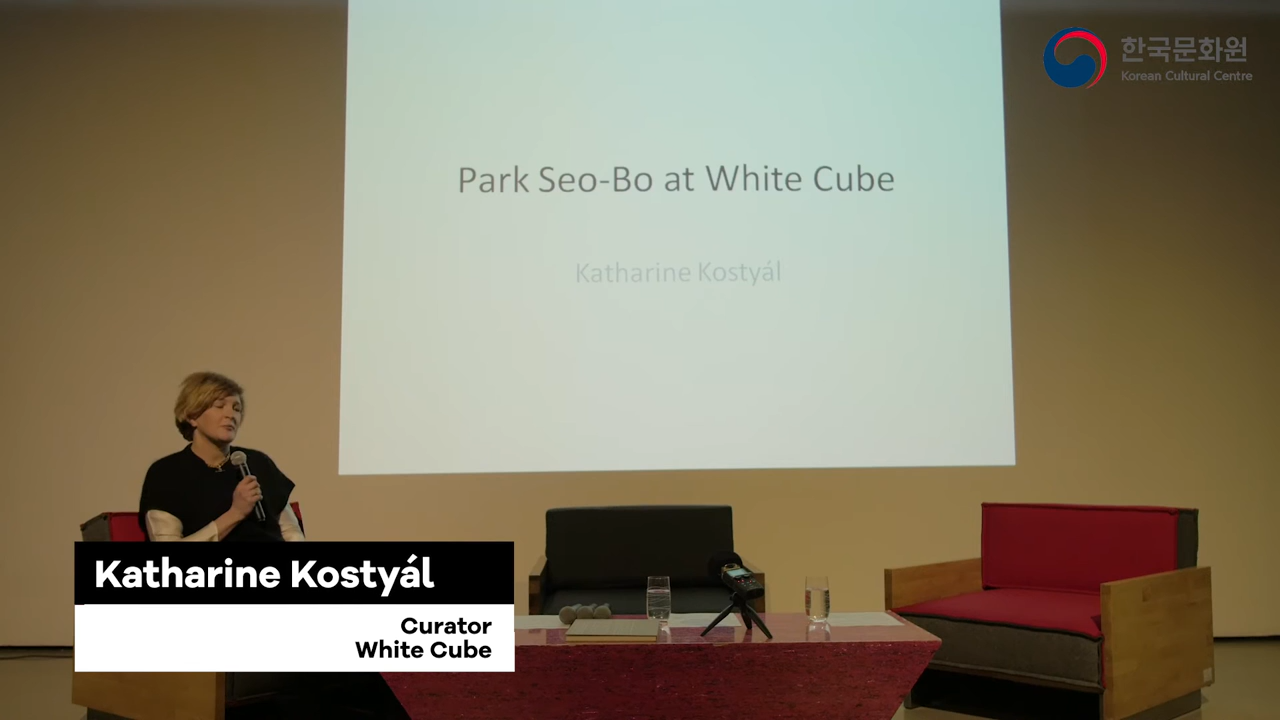 한국문화원
Korean Cultural Centre
Park Seo-Bo at White Cube
Katharine Kostyál
Katharine Kostyál
Curator
White Cube